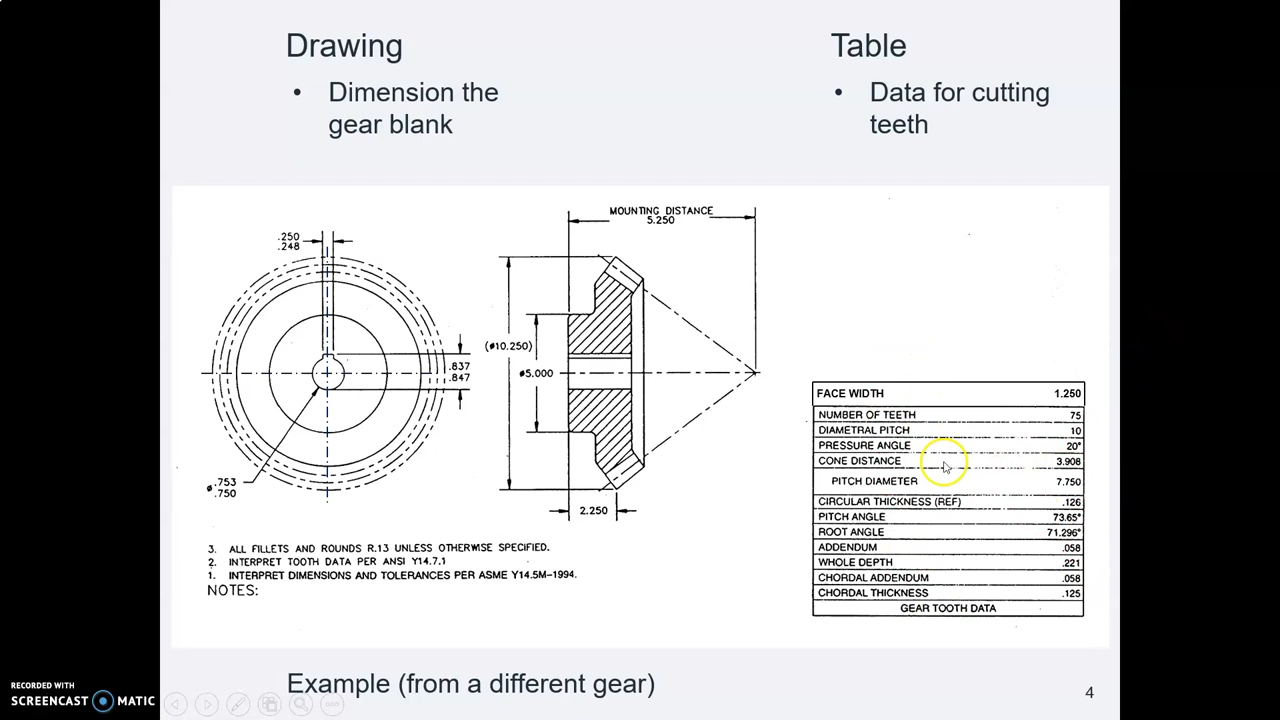 Drawing
• Dimension the
gear blank
Table
• Data for cutting
teeth
.250
.248
.837
.847
⌀.753
.750
MOUNTING DISTANCE
5.250
(⌀10.250)
⌀5.000
2.250
3. ALL FILLETS AND ROUNDS R.13 UNLESS OTHERWISE SPECIFIED.
2. INTERPRET TOOTH DATA PER ANSI Y14.7.1
1. INTERPRET DIMENSIONS AND TOLERANCES PER ASME Y14.5M-1994.
NOTES:
FACE WIDTH 1.250
NUMBER OF TEETH 75
DIAMETRAL PITCH 10
PRESSURE ANGLE 20°
CONE DISTANCE 3.908
PITCH DIAMETER 7.750
CIRCULAR THICKNESS (REF) .126
PITCH ANGLE 73.65°
ROOT ANGLE 71.296°
ADDENDUM .058
WHOLE DEPTH .221
CHORDAL ADDENDUM .058
CHORDAL THICKNESS .125
GEAR TOOTH DATA
Example (from a different gear)
4
RECORDED WITH
SCREENCAST MATIC